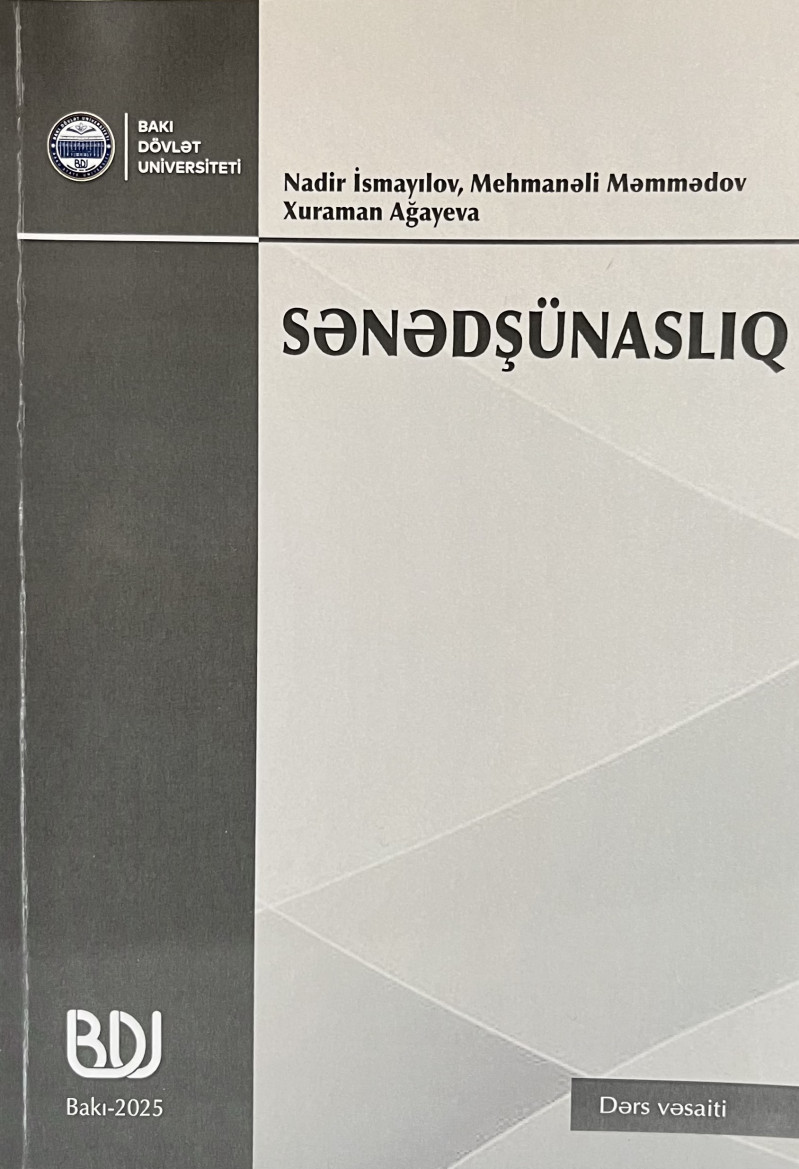 BAKI
DÖVLƏT
UNİVERSİTETİ
Nadir İsmayılov, Mehmanəli Məmmədov
Xuraman Ağayeva
SƏNƏDŞÜNASLIQ
BDU
Bakı-2025
Dərs vəsaiti